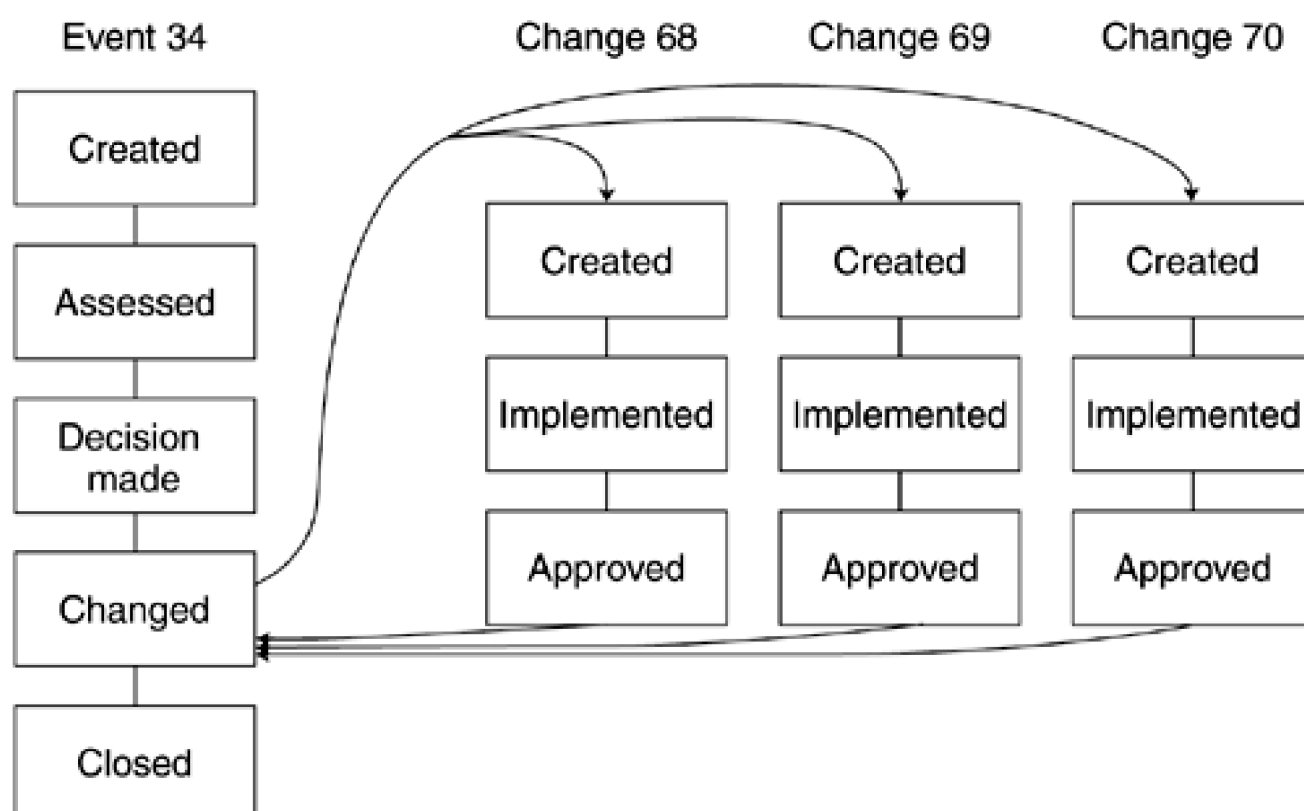 Event 34
Change 68
Change 69
Change 70
Created
Assessed
Decision
made
Changed
Closed
Created
Implemented
Approved
Created
Implemented
Approved
Created
Implemented
Approved